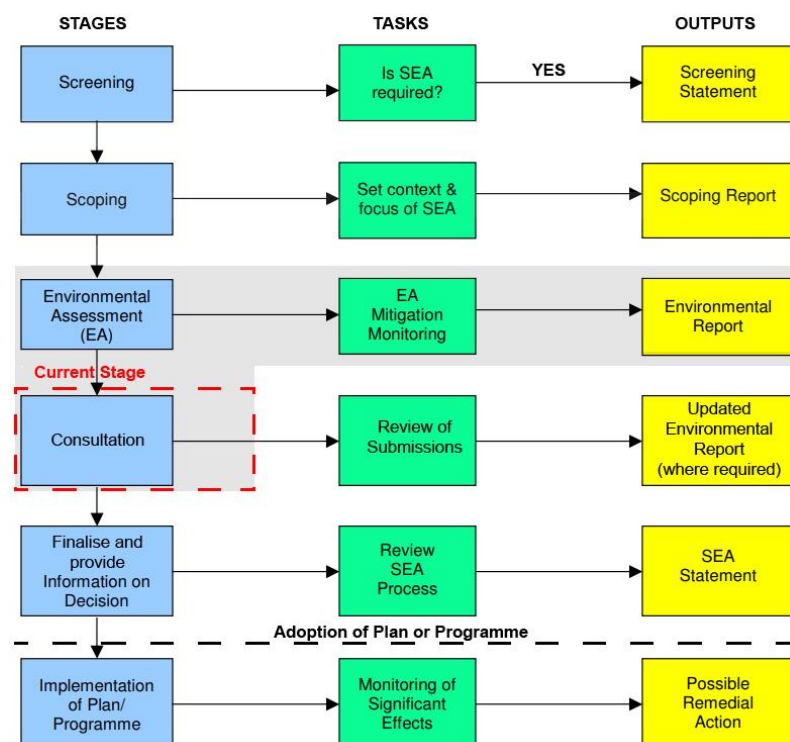 STAGES
TASKS
OUTPUTS
Screening
Is SEA
required?
YES
Screening
Statement
Scoping
Set context &
focus of SEA
Scoping Report
Environmental
Assessment
(EA)
EA
Mitigation
Monitoring
Environmental
Report
Current Stage
Consultation
Review of
Submissions
Updated
Environmental
Report
(where required)
Finalise and
provide
Information on
Decision
Review
SEA
Process
SEA
Statement
Adoption of Plan or Programme
Implementation
of Plan/
Programme
Monitoring of
Significant
Effects
Possible
Remedial
Action